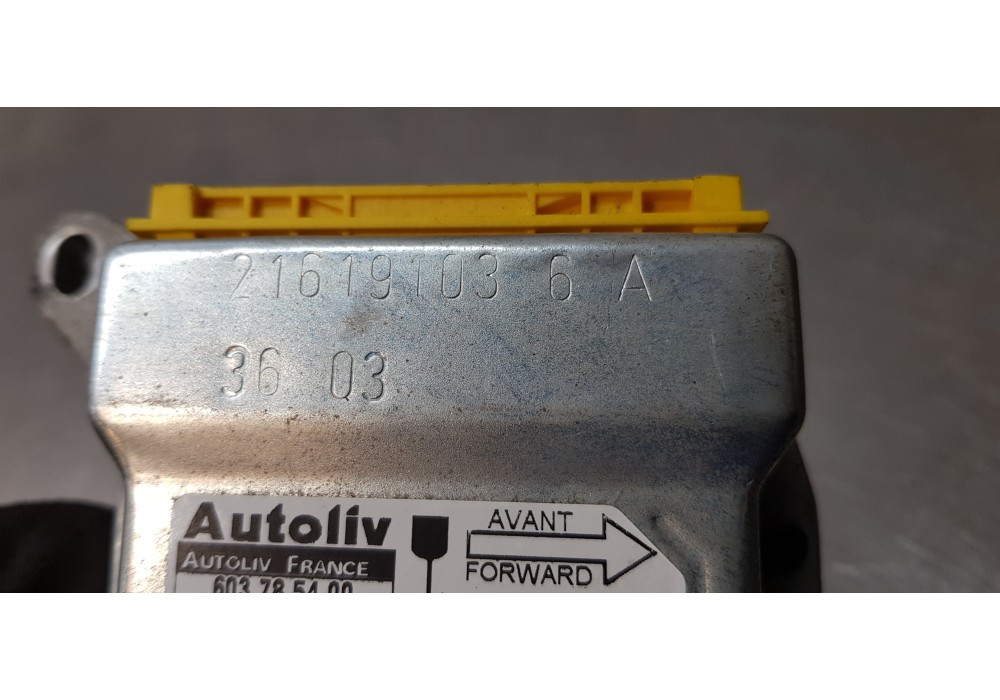 21619103 6 A
36 03
Autoliv
AUTOLIV FRANCE
603 78 54 00
AVANT
FORWARD